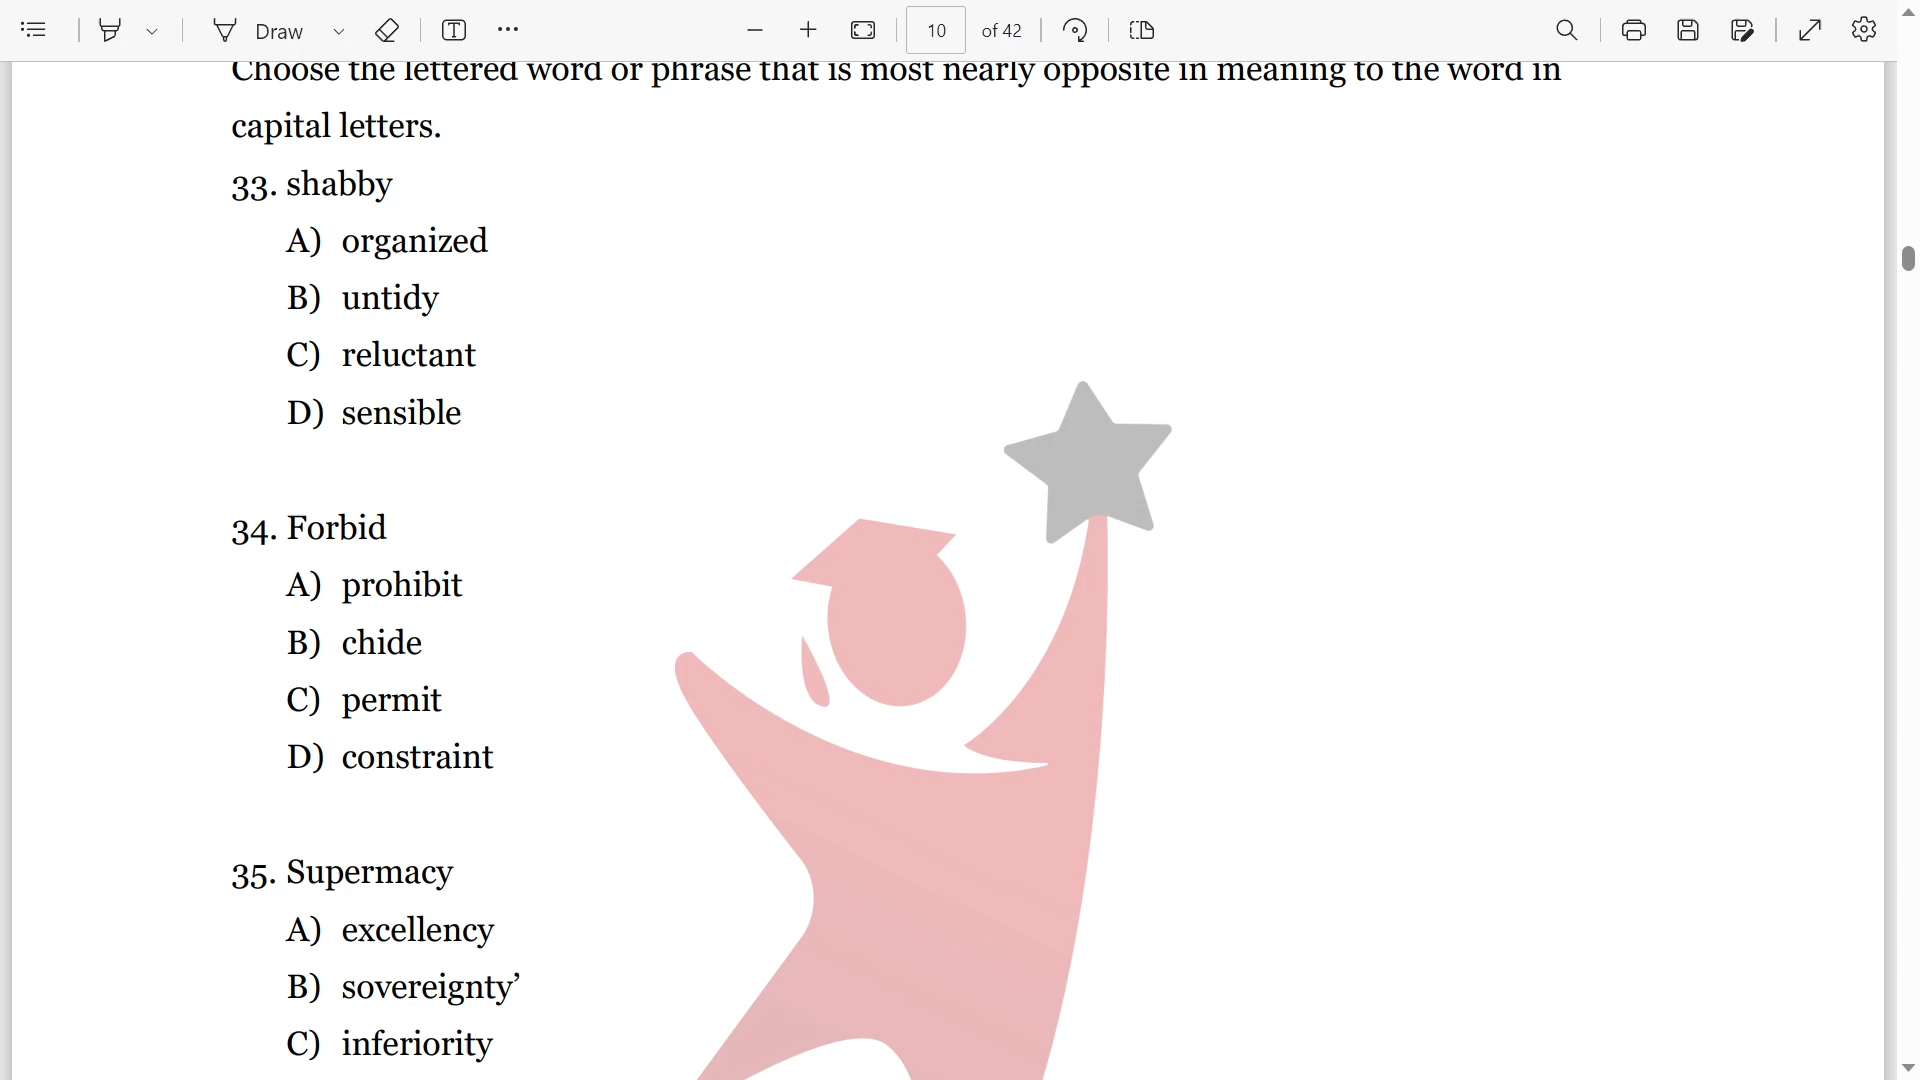 Draw
10 of 42
Choose the lettered word or phrase that is most nearly opposite in meaning to the word in
capital letters.
33. shabby
A) organized
B) untidy
C) reluctant
D) sensible
34. Forbid
A) prohibit
B) chide
C) permit
D) constraint
35. Supermacy
A) excellency
B) sovereignty’
C) inferiority